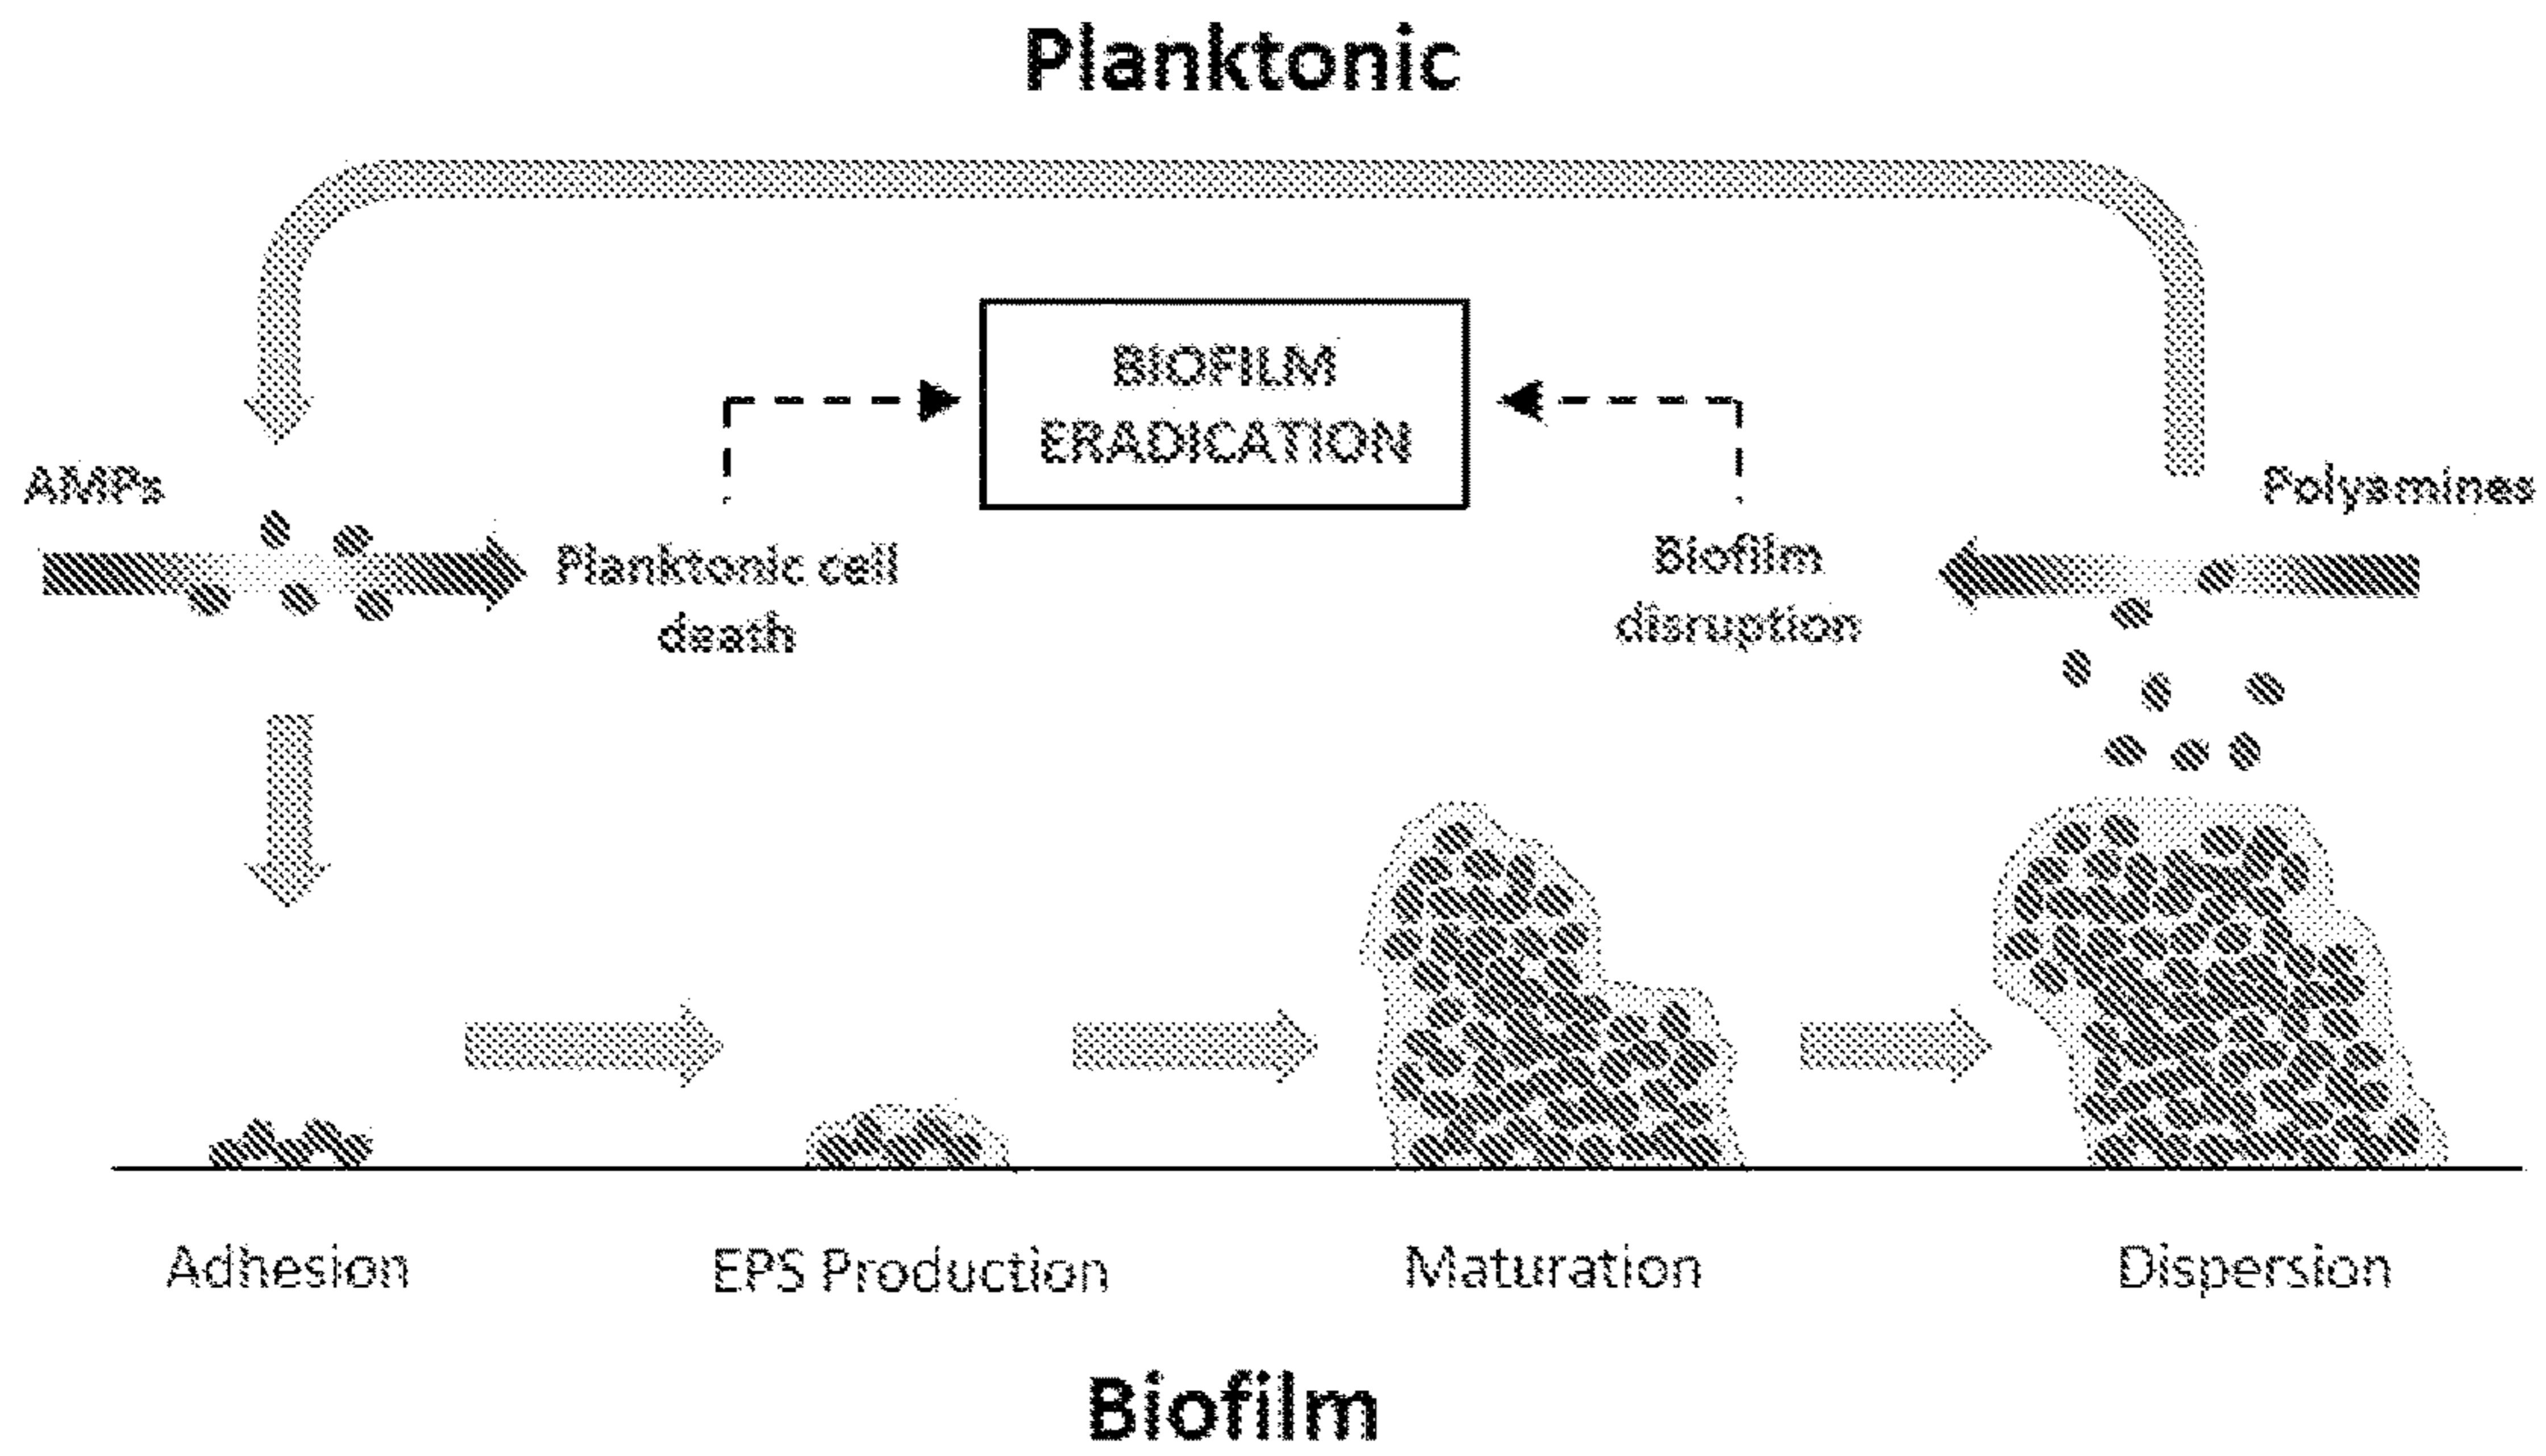 Planktonic
BIOFILM
ERADICATION
AMPs
Polyamines
Planktonic cell
death
Biofilm
disruption
Adhesion
EPS Production
Maturation
Dispersion
Biofilm